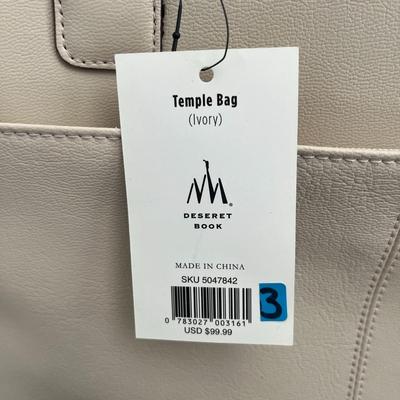 Temple Bag
(Ivory)
DESERET
BOOK
MADE IN CHINA
SKU 5047842
3
0 783027 003161
USD $99.99